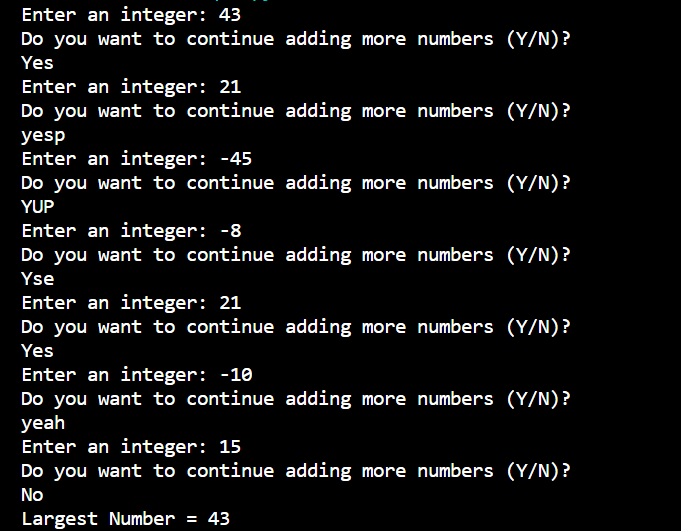 Enter an integer: 43
Do you want to continue adding more numbers (Y/N)?
Yes
Enter an integer: 21
Do you want to continue adding more numbers (Y/N)?
yesp
Enter an integer: -45
Do you want to continue adding more numbers (Y/N)?
YUP
Enter an integer: -8
Do you want to continue adding more numbers (Y/N)?
Yse
Enter an integer: 21
Do you want to continue adding more numbers (Y/N)?
Yes
Enter an integer: -10
Do you want to continue adding more numbers (Y/N)?
yeah
Enter an integer: 15
Do you want to continue adding more numbers (Y/N)?
No
Largest Number = 43